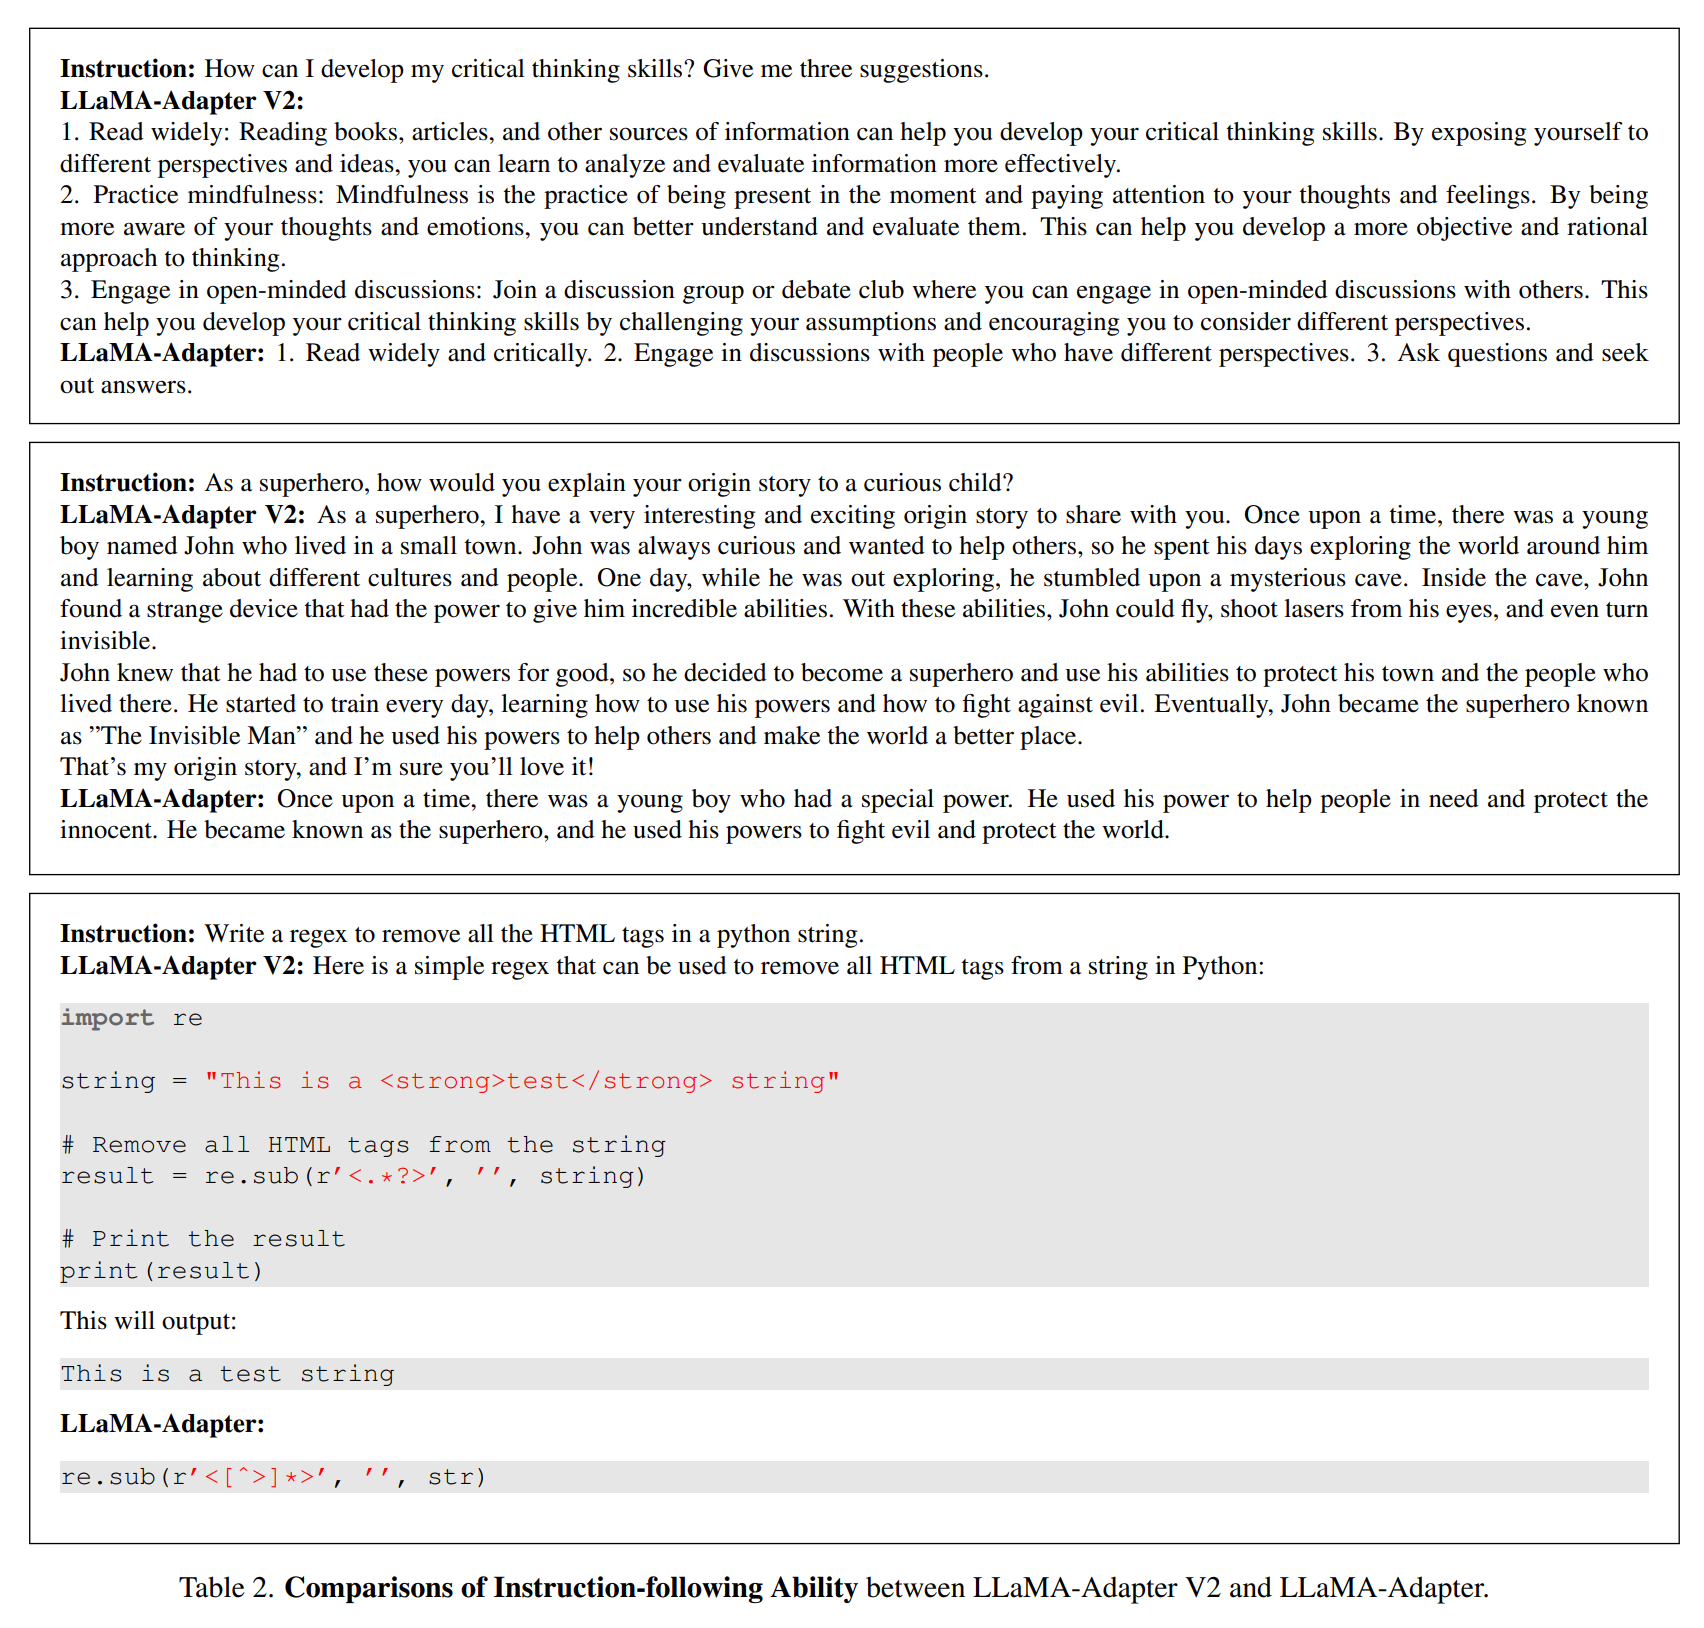 Instruction: How can I develop my critical thinking skills? Give me three suggestions.
LLaMA-Adapter V2:
1. Read widely: Reading books, articles, and other sources of information can help you develop your critical thinking skills. By exposing yourself to
different perspectives and ideas, you can learn to analyze and evaluate information more effectively.
2. Practice mindfulness: Mindfulness is the practice of being present in the moment and paying attention to your thoughts and feelings. By being
more aware of your thoughts and emotions, you can better understand and evaluate them. This can help you develop a more objective and rational
approach to thinking.
3. Engage in open-minded discussions: Join a discussion group or debate club where you can engage in open-minded discussions with others. This
can help you develop your critical thinking skills by challenging your assumptions and encouraging you to consider different perspectives.
LLaMA-Adapter: 1. Read widely and critically. 2. Engage in discussions with people who have different perspectives. 3. Ask questions and seek
out answers.
Instruction: As a superhero, how would you explain your origin story to a curious child?
LLaMA-Adapter V2: As a superhero, I have a very interesting and exciting origin story to share with you. Once upon a time, there was a young
boy named John who lived in a small town. John was always curious and wanted to help others, so he spent his days exploring the world around him
and learning about different cultures and people. One day, while he was out exploring, he stumbled upon a mysterious cave. Inside the cave, John
found a strange device that had the power to give him incredible abilities. With these abilities, John could fly, shoot lasers from his eyes, and even turn
invisible.
John knew that he had to use these powers for good, so he decided to become a superhero and use his abilities to protect his town and the people who
lived there. He started to train every day, learning how to use his powers and how to fight against evil. Eventually, John became the superhero known
as ”The Invisible Man” and he used his powers to help others and make the world a better place.
That’s my origin story, and I’m sure you’ll love it!
LLaMA-Adapter: Once upon a time, there was a young boy who had a special power. He used his power to help people in need and protect the
innocent. He became known as the superhero, and he used his powers to fight evil and protect the world.
Instruction: Write a regex to remove all the HTML tags in a python string.
LLaMA-Adapter V2: Here is a simple regex that can be used to remove all HTML tags from a string in Python:
import re
string = "This is a <strong>test</strong> string"
# Remove all HTML tags from the string
result = re.sub(r’<.*?>’, ’’, string)
# Print the result
print(result)
This will output:
This is a test string
LLaMA-Adapter:
re.sub(r’<[^>]*>’, ’’, str)
Table 2. Comparisons of Instruction-following Ability between LLaMA-Adapter V2 and LLaMA-Adapter.